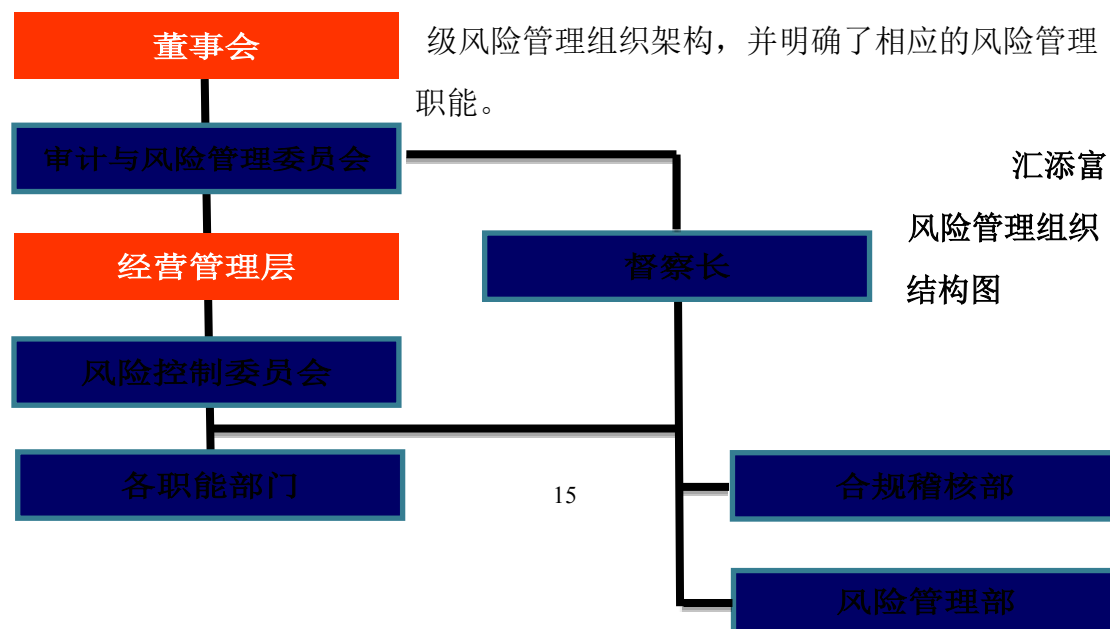 董事会
级风险管理组织架构，并明确了相应的风险管理
职能。
审计与风险管理委员会
汇添富
风险管理组织
结构图
经营管理层
督察长
风险控制委员会
各职能部门
15
合规稽核部
风险管理部